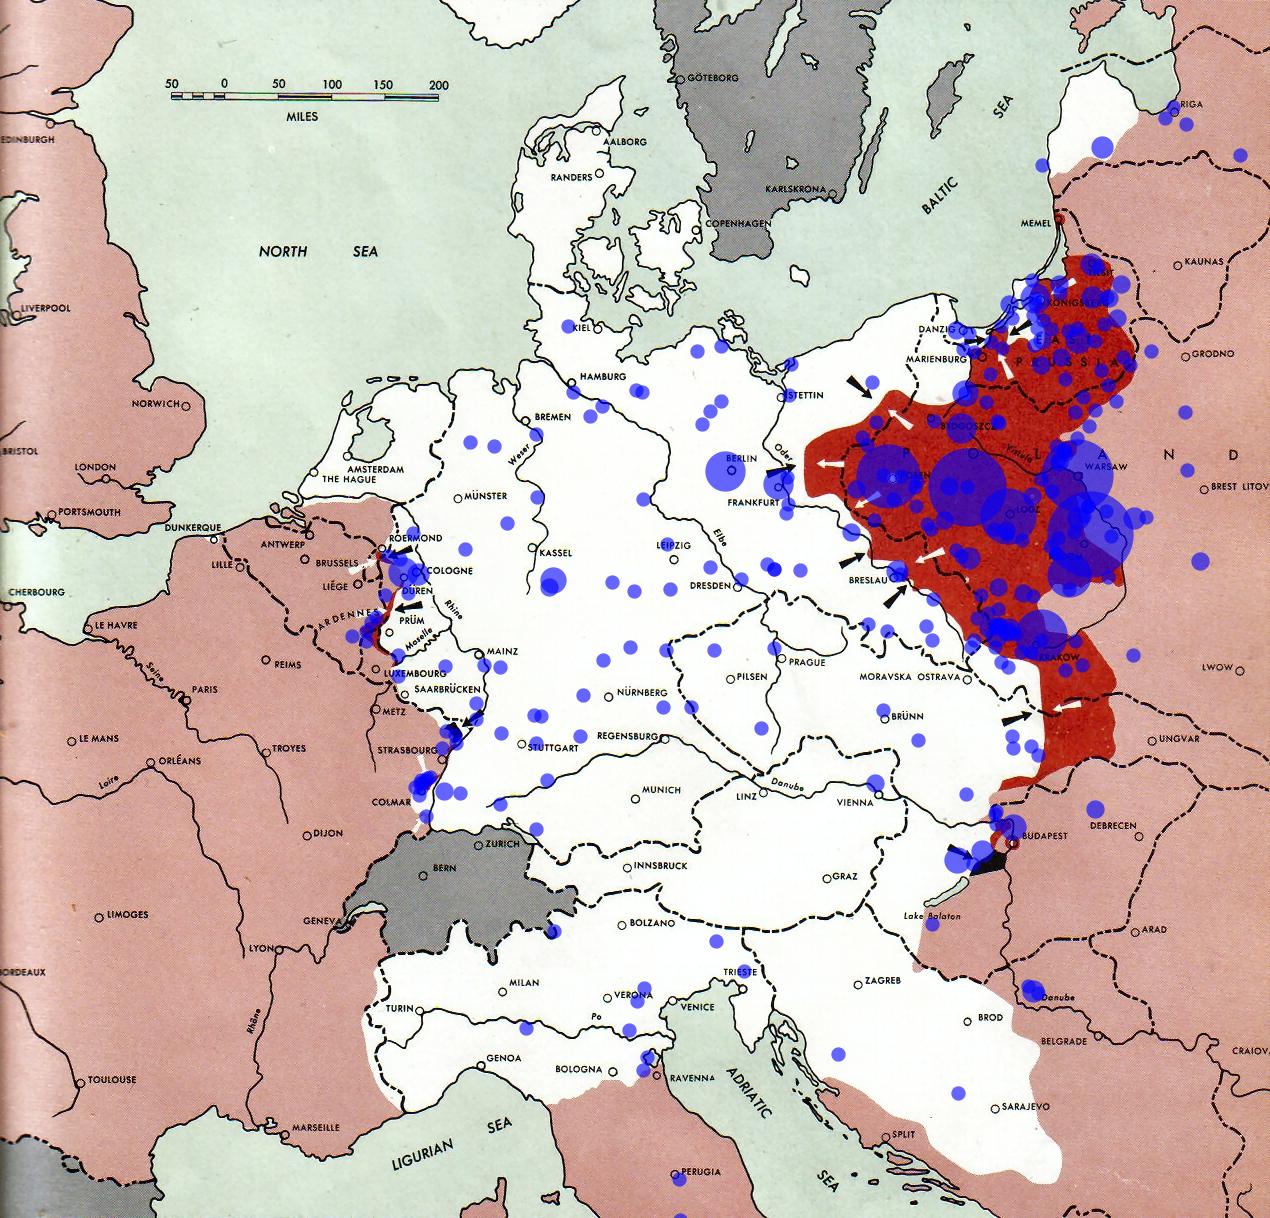 50 0 50 100 150 200
MILES
GÖTEBORG
RIGA
EDINBURGH
AALBORG
SEA
RANDERS
KARLSKRONA
BALTIC
COPENHAGEN
MEMEL
NORTH SEA
KAUNAS
LIVERPOOL
KÖNIGSBERG
KIEL
DANZIG
EAST
MARIENBURG
PRUSSIA
GRODNO
HAMBURG
STETTIN
NORWICH
BREMEN
BYDGOSZCZ
BRISTOL
Weser
Oder
Vistula
POLAND
LONDON
AMSTERDAM
BERLIN
WARSAW
THE HAGUE
POSEN
BREST LITOV
MÜNSTER
FRANKFURT
PORTSMOUTH
LODZ
DUNKERQUE
ROERMOND
Elbe
ANTWERP
LEIPZIG
KASSEL
LILLE
BRUSSELS
COLOGNE
LIÉGE
DRESDEN
BRESLAU
CHERBOURG
DÜREN
Rhine
ARDENNES
PRÜM
LE HAVRE
Moselle
MAINZ
KRAKOW
REIMS
PRAGUE
LWOW
Seine
LUXEMBOURG
PILSEN
MORAVSKA OSTRAVA
SAARBRÜCKEN
PARIS
NÜRNBERG
METZ
BRÜNN
LE MANS
REGENSBURG
UNGVAR
TROYES
STRASBOURG
STUTTGART
ORLÉANS
Loire
MUNICH
LINZ
Danube
COLMAR
VIENNA
DEBRECEN
DIJON
BUDAPEST
ZURICH
BERN
INNSBRUCK
GRAZ
LIMOGES
Lake Balaton
GENEVA
BOLZANO
ARAD
LYON
BORDEAUX
TRIESTE
MILAN
ZAGREB
VERONA
Danube
VENICE
TURIN
Po
Rhône
BROD
BELGRADE
CRAIOVA
GENOA
BOLOGNA
RAVENNA
TOULOUSE
ADRIATIC
SARAJEVO
MARSEILLE
SEA
SPLIT
LIGURIAN
PERUGIA
SEA